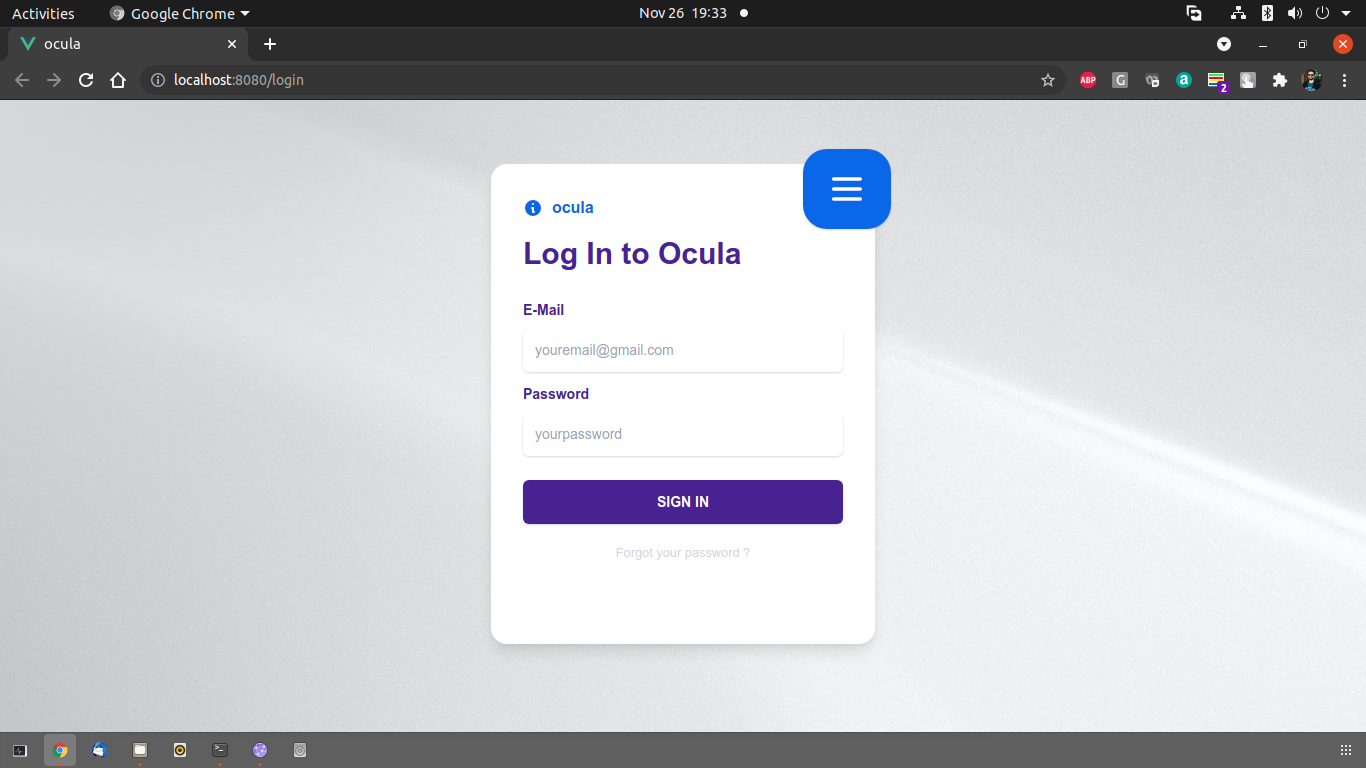 Activities
Google Chrome
Nov 26 19:33
ocula
localhost:8080/login
ABP
G
a
2
ocula
Log In to Ocula
E-Mail
youremail@gmail.com
Password
yourpassword
SIGN IN
Forgot your password ?